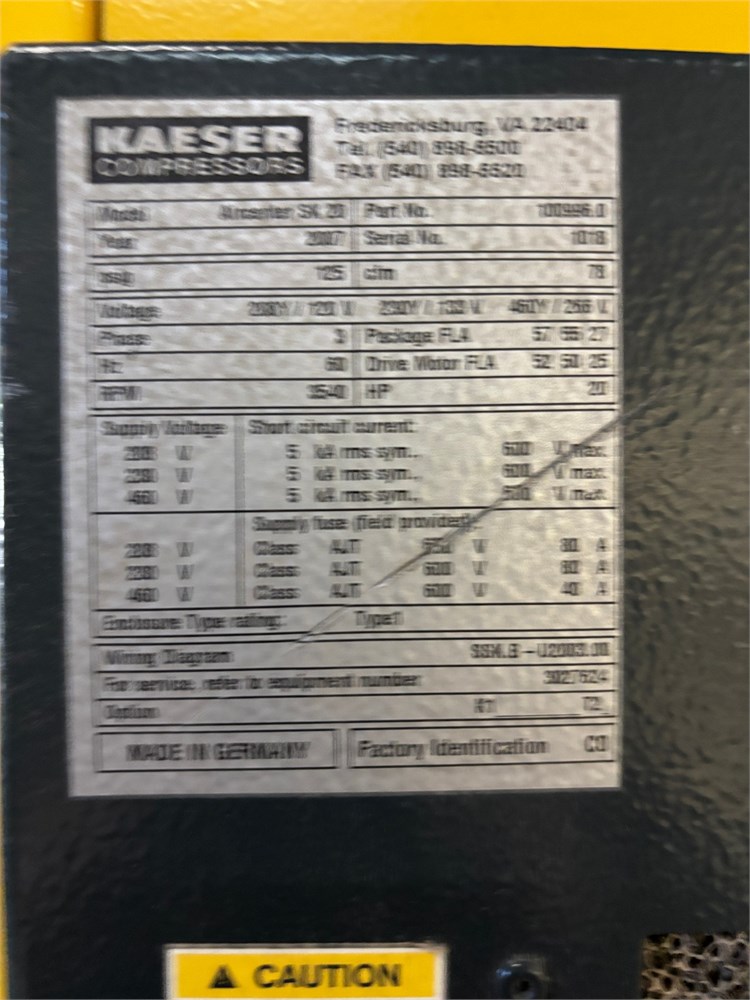 KAESER
COMPRESSORS
Fredericksburg, VA 22404
Tel. (540) 898-5500
FAX (540) 898-5520
Model Aircenter SK 20 Part No. 100996.0
Year 2007 Serial No. 1018
psig 125 cfm 78
Voltage 208Y / 120 V 230Y / 133 V 460Y / 266 V
Phase 3 Package FLA 57 55 27
Hz 60 Drive Motor FLA 52 50 25
RPM 3540 HP 20
Supply Voltage Short circuit current:
208 V 5 kA rms sym., 600 V max.
230 V 5 kA rms sym., 600 V max.
460 V 5 kA rms sym., V max.
Supply fuse (field provided):
208 V Class: AJT V 80 A
230 V Class: AJT 600 V 80 A
460 V Class: AJT 600 V 40 A
Enclosure Type rating: Type1
Wiring Diagram
For service, refer to equipment number
Option
MADE IN GERMANY Factory Identification
CAUTION